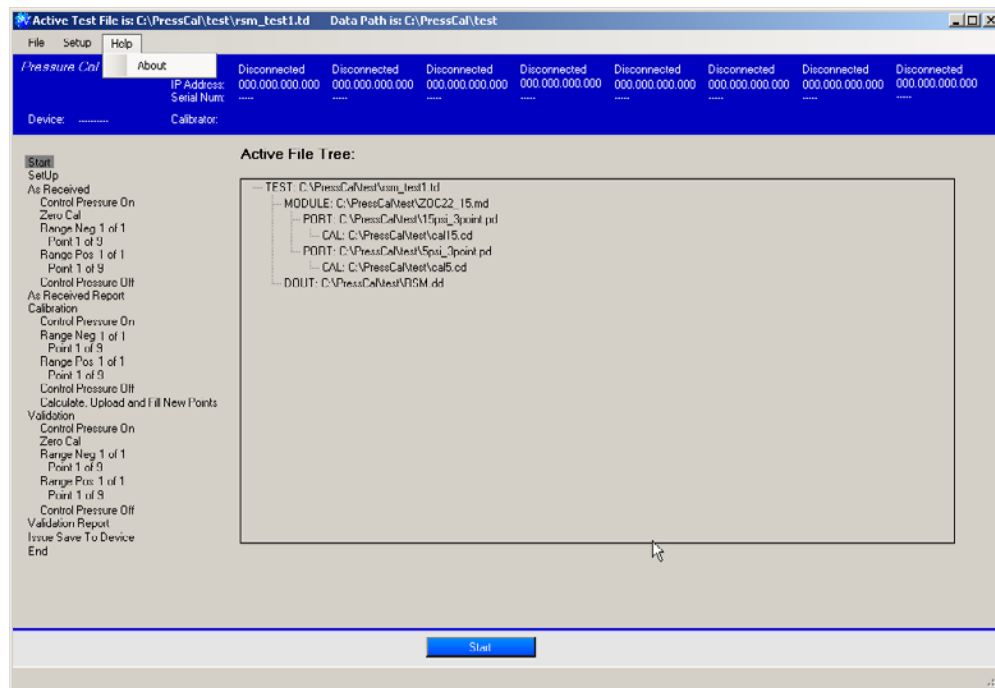 Active Test File is: C:\PressCal\test\rsm_test1.td Data Path is: C:\PressCal\test
File Setup Help
About
Pressure Cal
Disconnected Disconnected Disconnected Disconnected Disconnected Disconnected Disconnected Disconnected
IP Address: 000.000.000.000 000.000.000.000 000.000.000.000 000.000.000.000 000.000.000.000 000.000.000.000 000.000.000.000 000.000.000.000
Serial Num: ----- ----- ----- ----- ----- ----- ----- -----
Device: ---------- Calibrator:
Start
SetUp
As Received
Control Pressure On
Zero Cal
Range Neg 1 of 1
Point 1 of 9
Range Pos 1 of 1
Point 1 of 9
Control Pressure Off
As Received Report
Calibration
Control Pressure On
Range Neg 1 of 1
Point 1 of 9
Range Pos 1 of 1
Point 1 of 9
Control Pressure Off
Calculate, Upload and Fill New Points
Validation
Control Pressure On
Zero Cal
Range Neg 1 of 1
Point 1 of 9
Range Pos 1 of 1
Point 1 of 9
Control Pressure Off
Validation Report
Issue Save To Device
End
Active File Tree:
TEST: C:\PressCal\test\rsm_test1.td
MODULE: C:\PressCal\test\ZOC22_15.md
PORT: C:\PressCal\test\15psi_3point.pd
CAL: C:\PressCal\test\cal15.cd
PORT: C:\PressCal\test\5psi_3point.pd
CAL: C:\PressCal\test\cal5.cd
DOUT: C:\PressCal\test\RSM.dd
Start